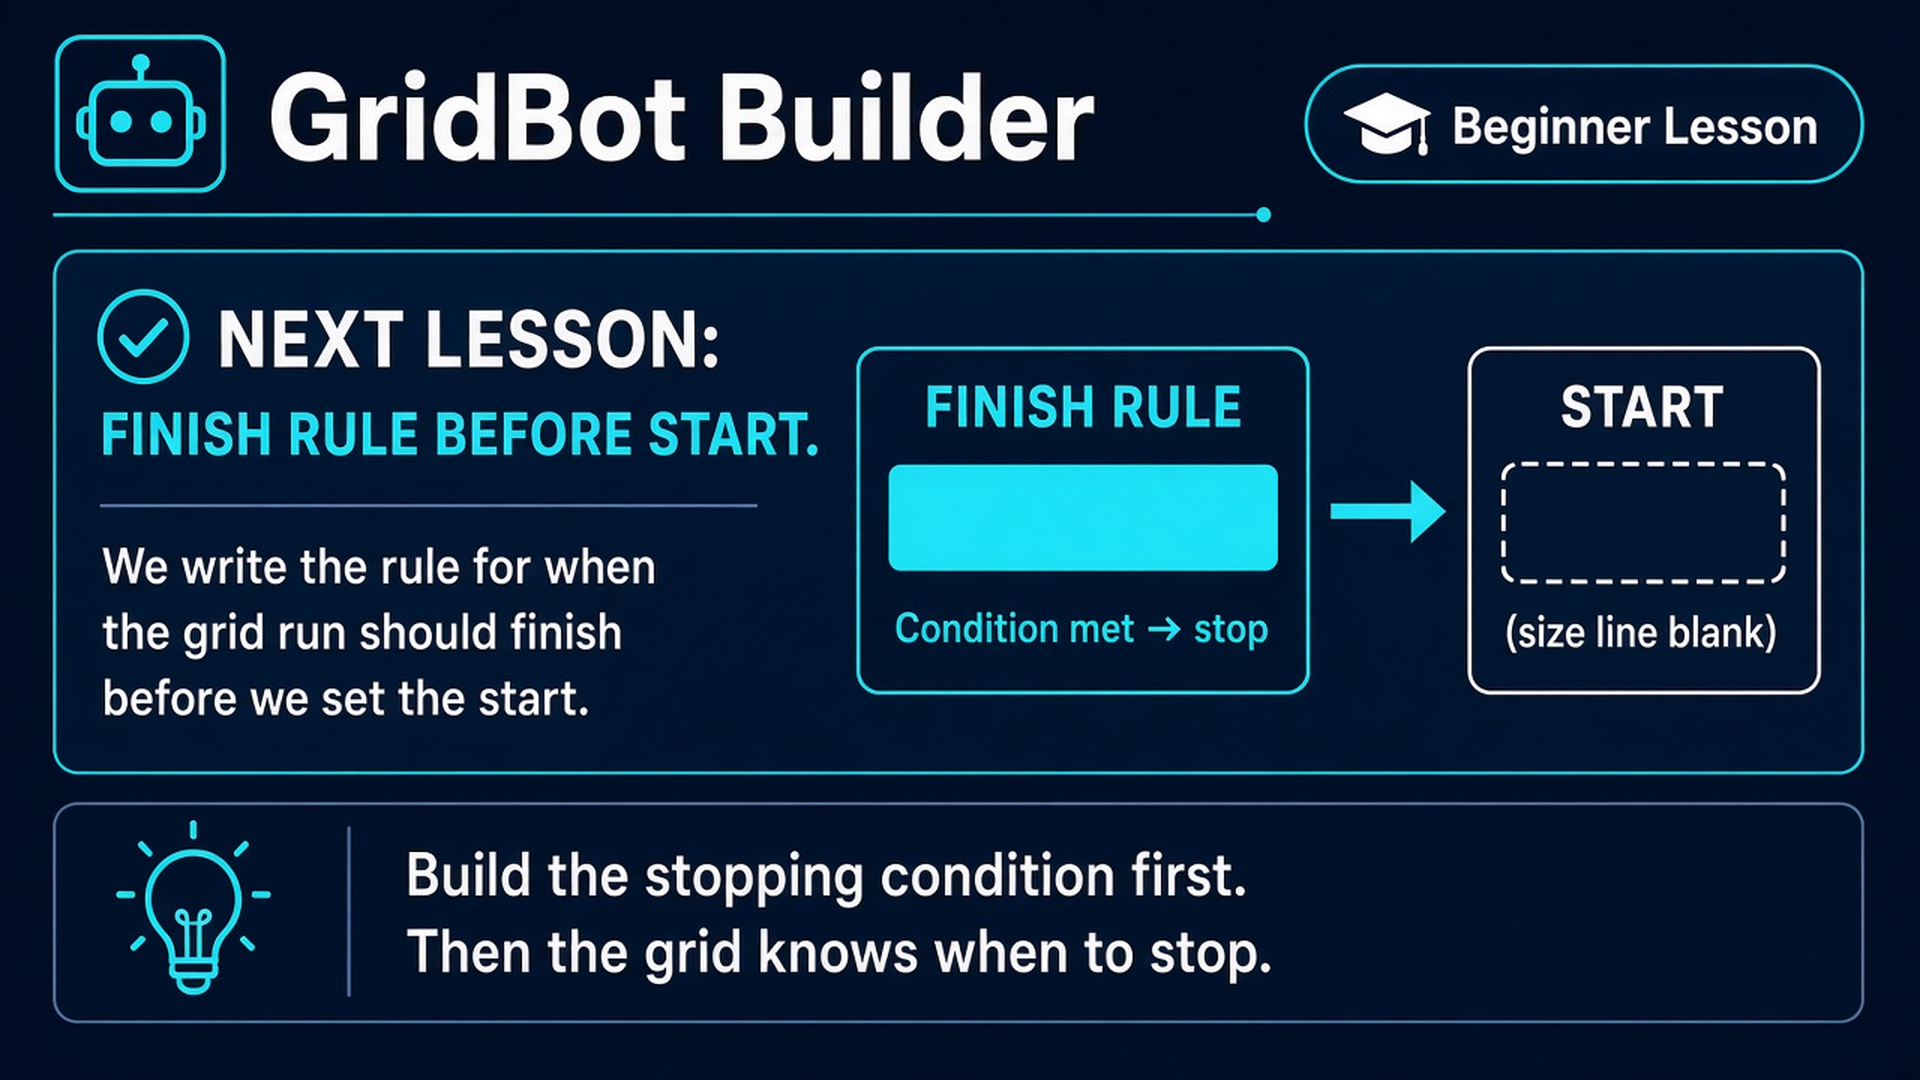 GridBot Builder
Beginner Lesson
NEXT LESSON:
FINISH RULE BEFORE START.
We write the rule for when
the grid run should finish
before we set the start.
FINISH RULE
Condition met → stop
START
(size line blank)
Build the stopping condition first.
Then the grid knows when to stop.